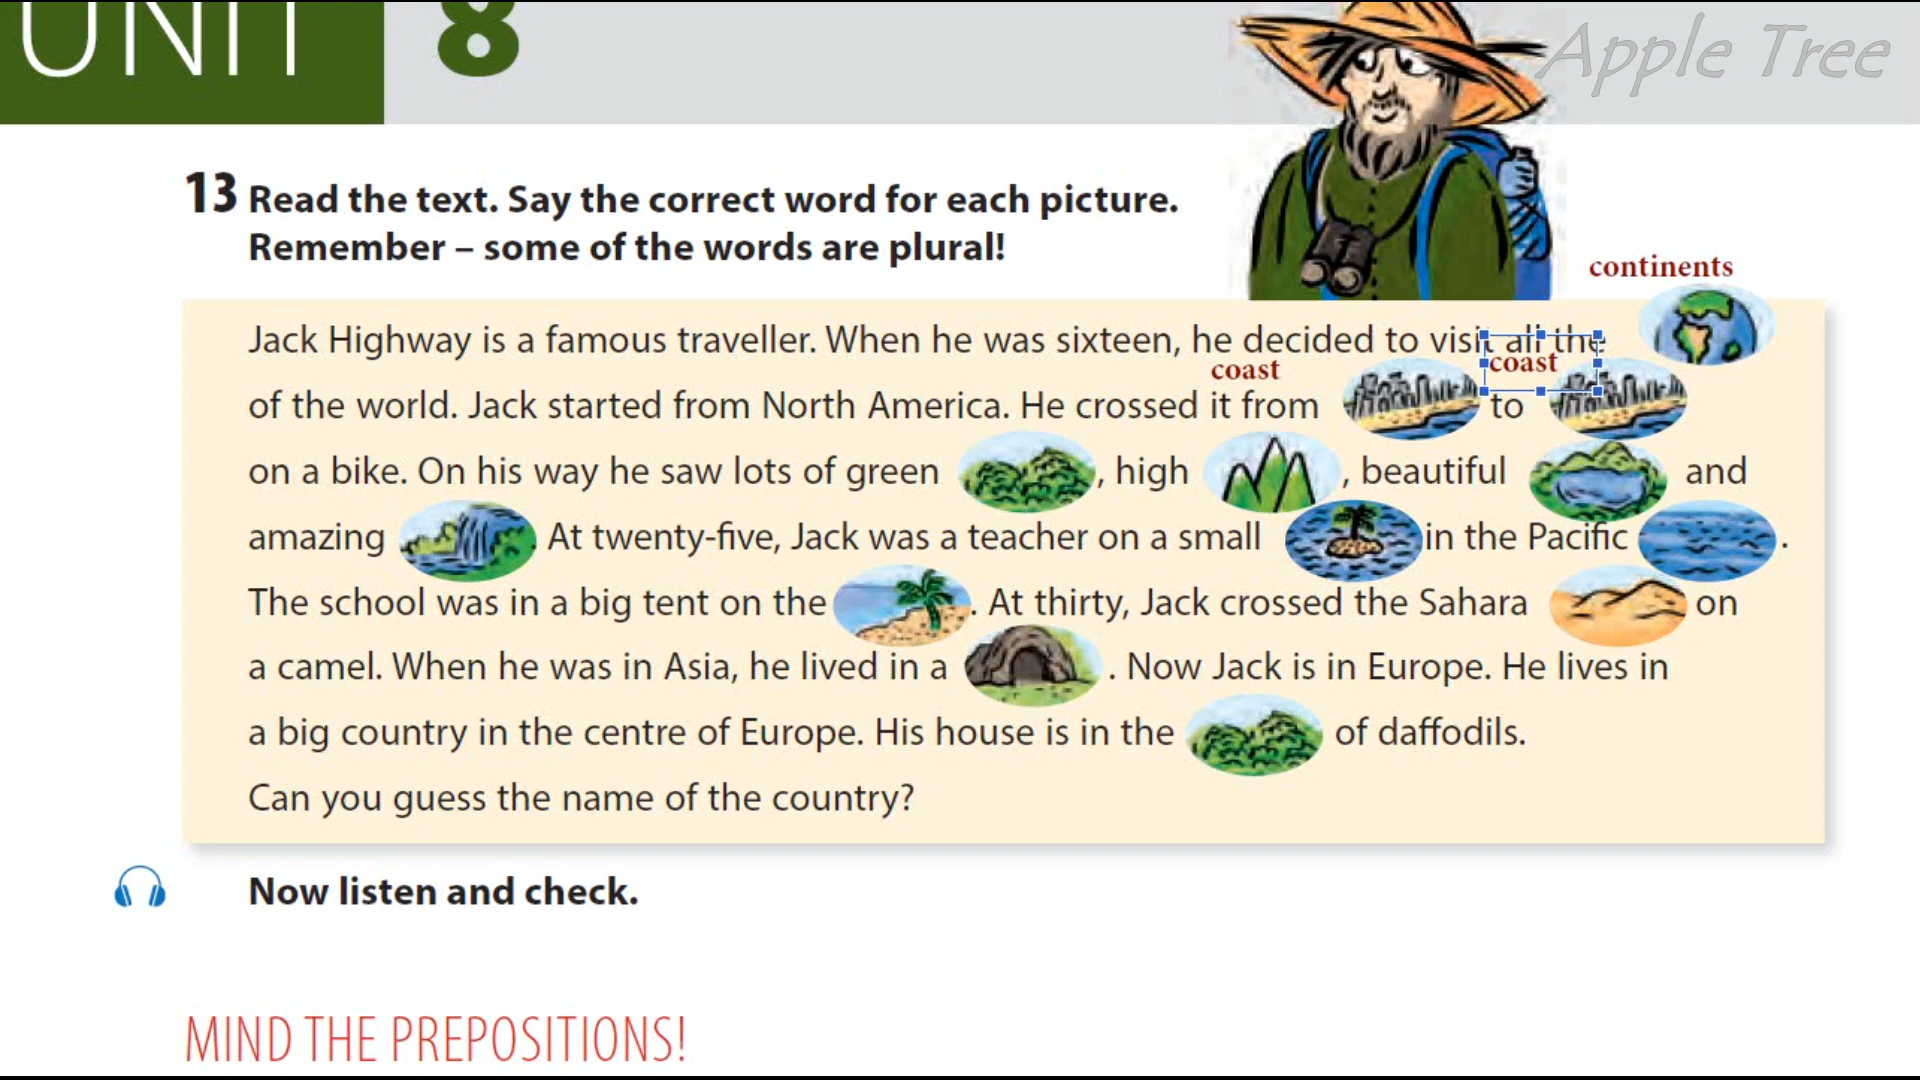 UNIT 8
Apple Tree
13 Read the text. Say the correct word for each picture.
Remember – some of the words are plural!
continents
Jack Highway is a famous traveller. When he was sixteen, he decided to visit all the
coast coast
of the world. Jack started from North America. He crossed it from to
on a bike. On his way he saw lots of green , high , beautiful and
amazing . At twenty-five, Jack was a teacher on a small in the Pacific .
The school was in a big tent on the . At thirty, Jack crossed the Sahara on
a camel. When he was in Asia, he lived in a . Now Jack is in Europe. He lives in
a big country in the centre of Europe. His house is in the of daffodils.
Can you guess the name of the country?
Now listen and check.
MIND THE PREPOSITIONS!